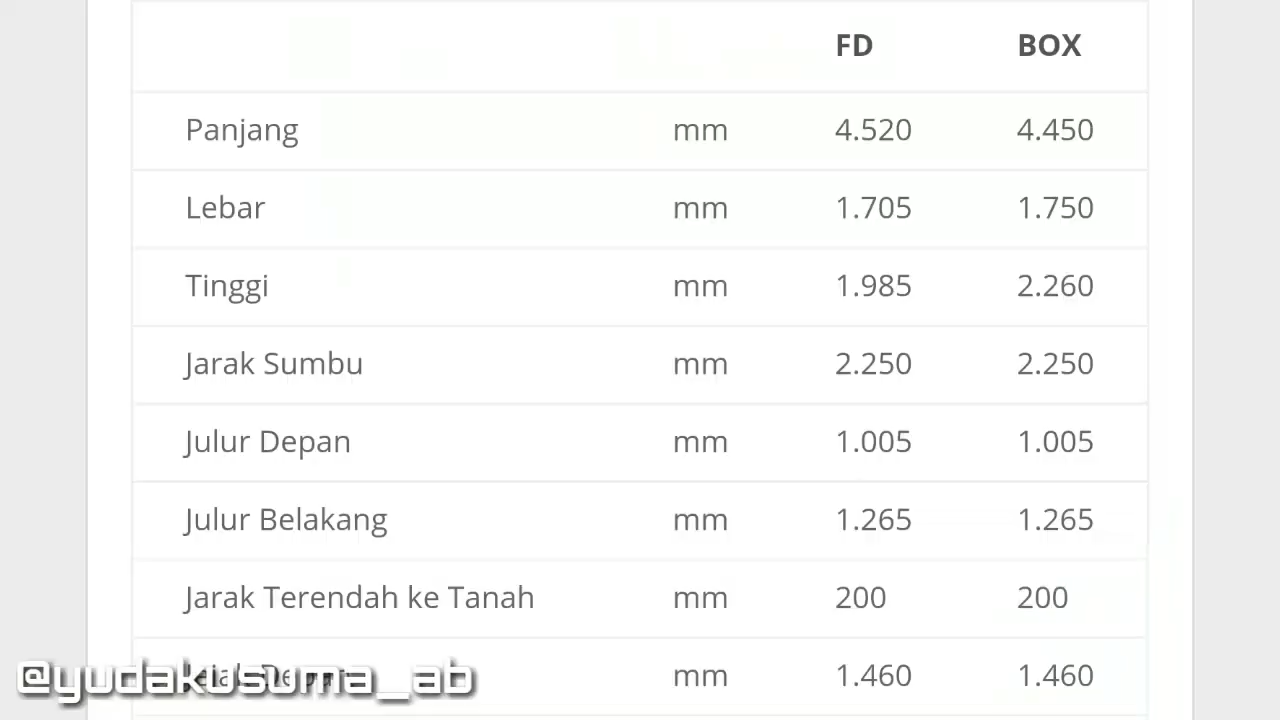 FD BOX
Panjang mm 4.520 4.450
Lebar mm 1.705 1.750
Tinggi mm 1.985 2.260
Jarak Sumbu mm 2.250 2.250
Julur Depan mm 1.005 1.005
Julur Belakang mm 1.265 1.265
Jarak Terendah ke Tanah mm 200 200
mm 1.460 1.460
@yudakusuma_ab